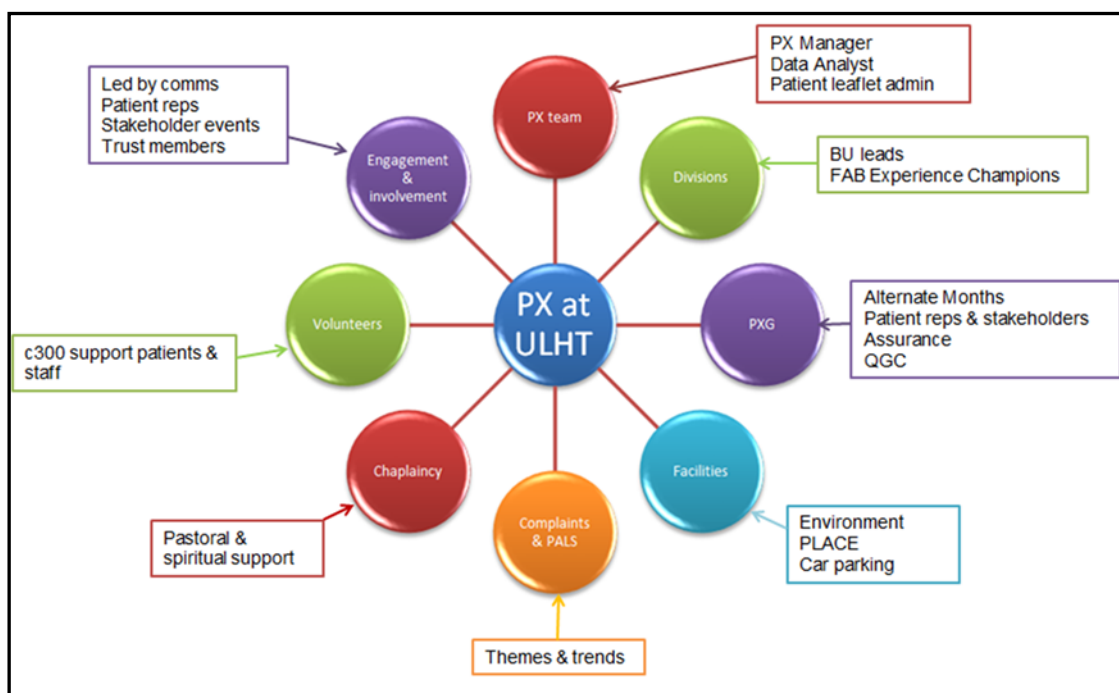 PX Manager
Data Analyst
Patient leaflet admin
Led by comms
Patient reps
Stakeholder events
Trust members
PX team
Engagement
&
involvement
Divisions
BU leads
FAB Experience Champions
Volunteers
PX at
ULHT
PXG
Alternate Months
Patient reps & stakeholders
Assurance
QGC
c300 support patients &
staff
Chaplaincy
Facilities
Complaints
& PALS
Pastoral &
spiritual support
Environment
PLACE
Car parking
Themes & trends